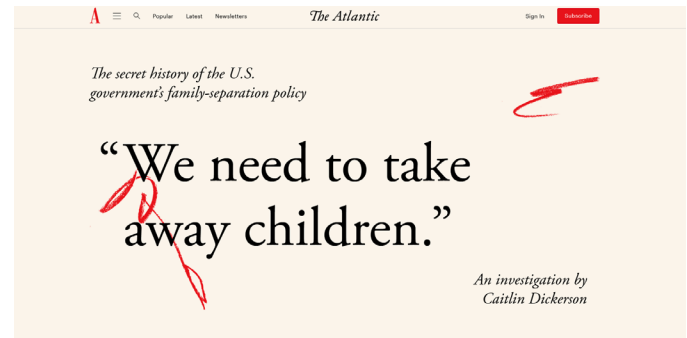 A
Popular Latest Newsletters
The Atlantic
Sign In
Subscribe
The secret history of the U.S.
government’s family-separation policy
“We need to take
away children.”
An investigation by
Caitlin Dickerson